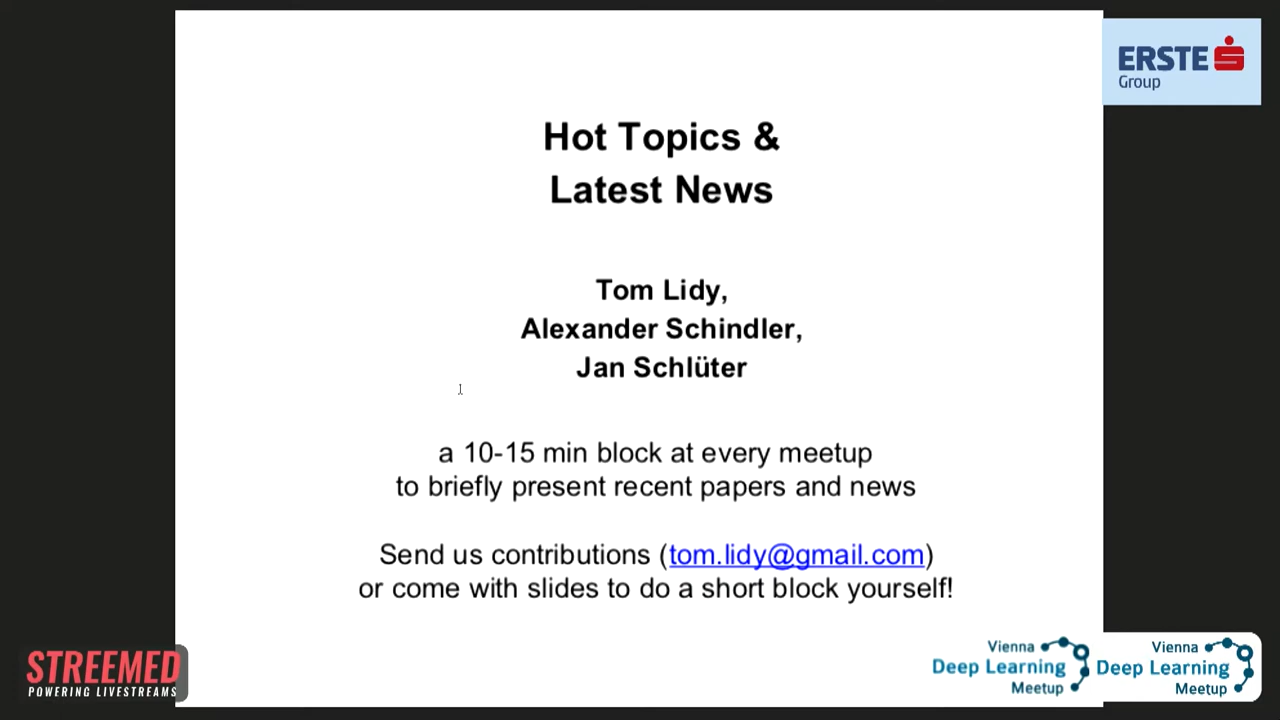 ERSTE
Group
Hot Topics &
Latest News
Tom Lidy,
Alexander Schindler,
Jan Schlüter
a 10-15 min block at every meetup
to briefly present recent papers and news
Send us contributions (tom.lidy@gmail.com)
or come with slides to do a short block yourself!
STREEMED
POWERING LIVESTREAMS
Vienna
Deep Learning
Meetup
Vienna
Deep Learning
Meetup